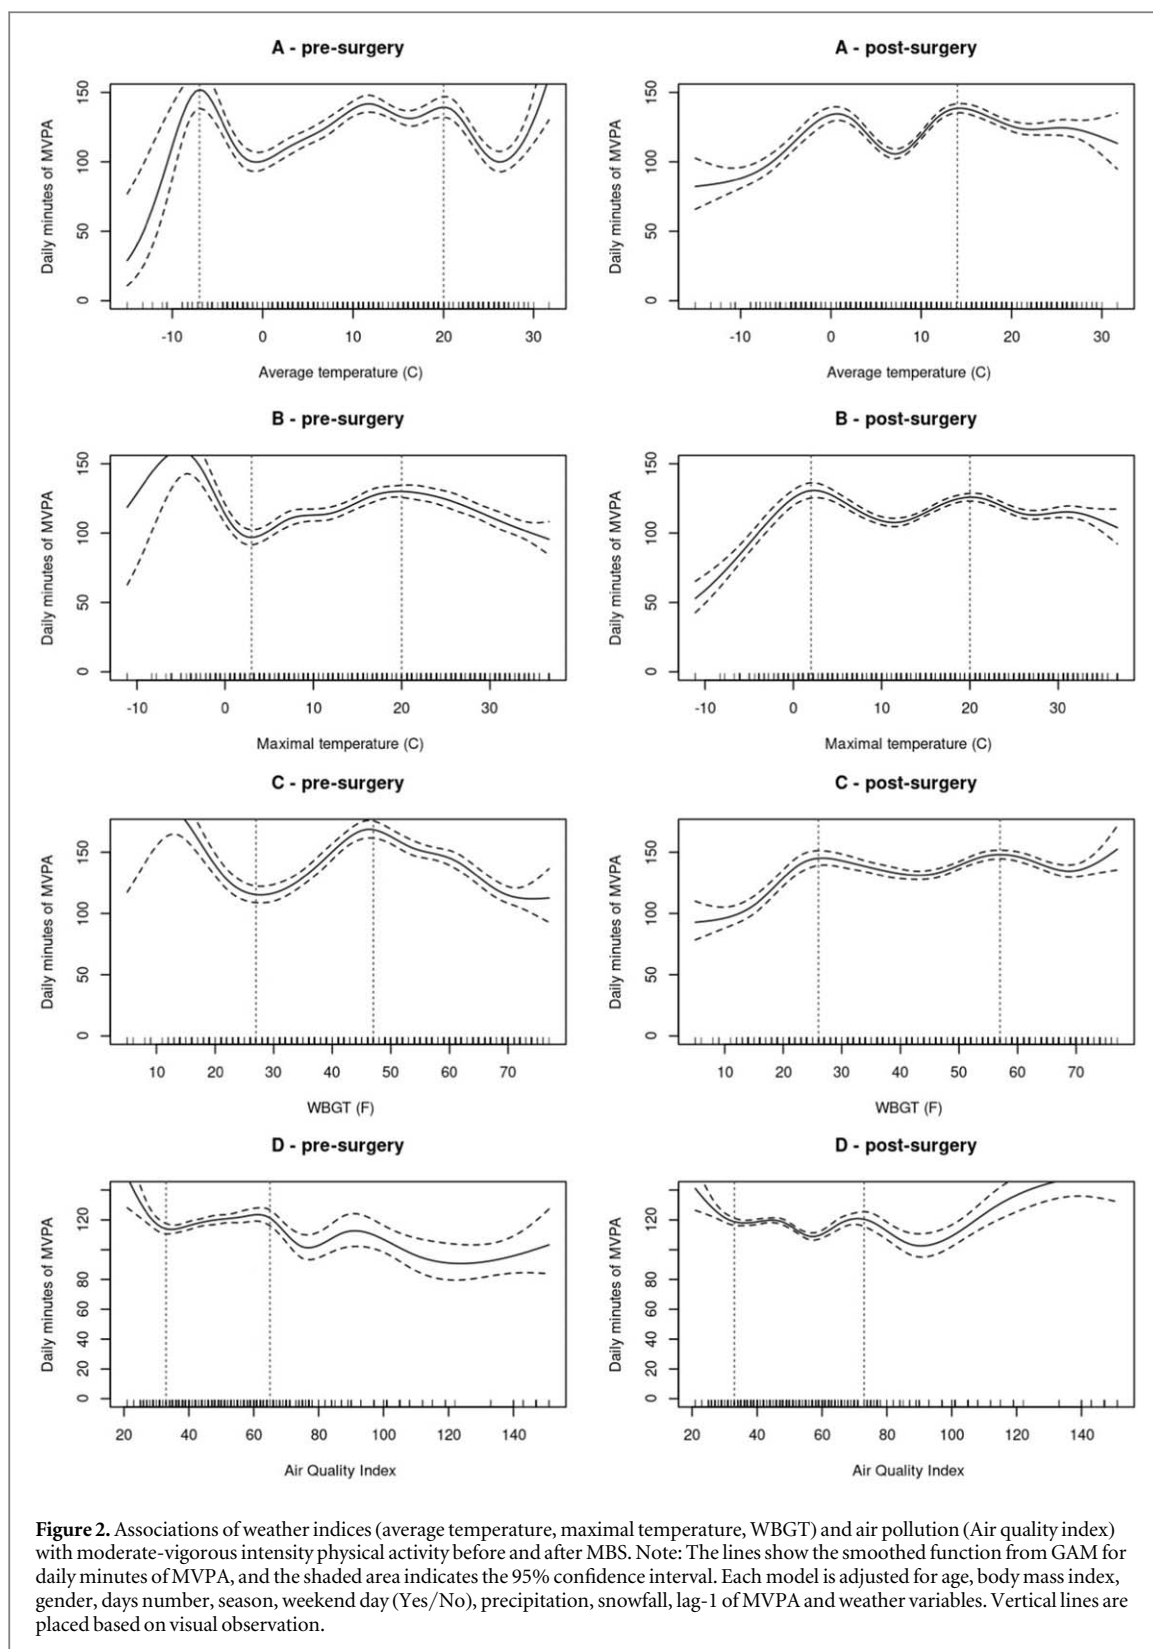 A - pre-surgery
150
100
50
0
Daily minutes of MVPA
-10 0 10 20 30
Average temperature (C)
A - post-surgery
150
100
50
0
Daily minutes of MVPA
-10 0 10 20 30
Average temperature (C)
B - pre-surgery
150
100
50
0
Daily minutes of MVPA
-10 0 10 20 30
Maximal temperature (C)
B - post-surgery
150
100
50
0
Daily minutes of MVPA
-10 0 10 20 30
Maximal temperature (C)
C - pre-surgery
150
100
50
0
Daily minutes of MVPA
10 20 30 40 50 60 70
WBGT (F)
C - post-surgery
150
100
50
0
Daily minutes of MVPA
10 20 30 40 50 60 70
WBGT (F)
D - pre-surgery
120
80
60
40
20
0
Daily minutes of MVPA
20 40 60 80 100 120 140
Air Quality Index
D - post-surgery
120
80
60
40
20
0
Daily minutes of MVPA
20 40 60 80 100 120 140
Air Quality Index
Figure 2. Associations of weather indices (average temperature, maximal temperature, WBGT) and air pollution (Air quality index)
with moderate-vigorous intensity physical activity before and after MBS. Note: The lines show the smoothed function from GAM for
daily minutes of MVPA, and the shaded area indicates the 95% confidence interval. Each model is adjusted for age, body mass index,
gender, days number, season, weekend day (Yes/No), precipitation, snowfall, lag-1 of MVPA and weather variables. Vertical lines are
placed based on visual observation.